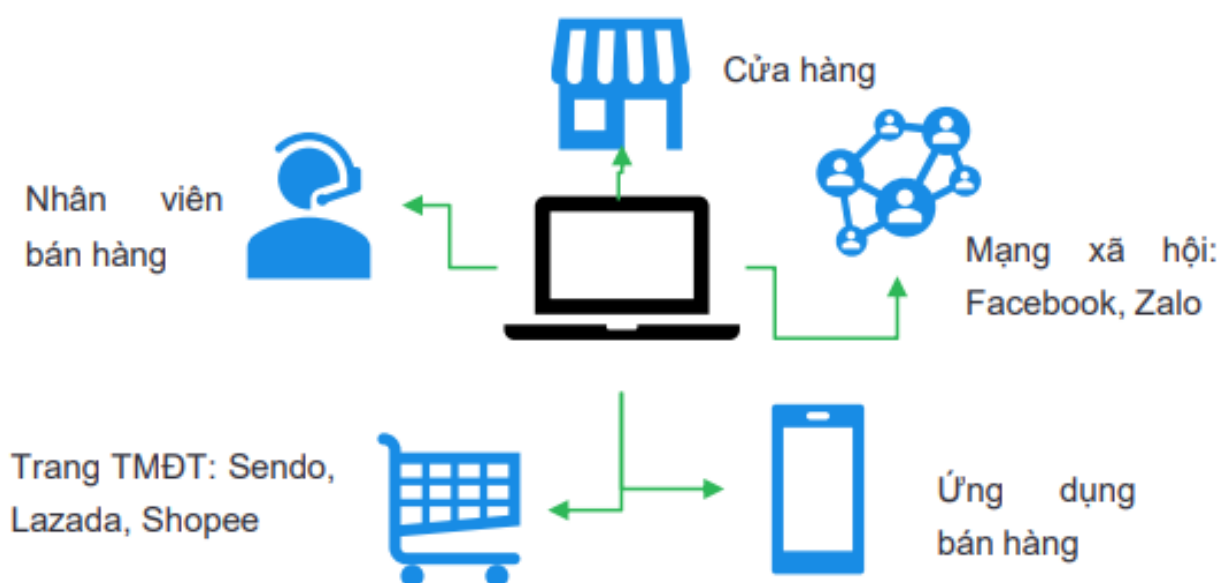 Cửa hàng
Nhân viên
bán hàng
Mạng xã hội:
Facebook, Zalo
Trang TMĐT: Sendo,
Lazada, Shopee
Ứng dụng
bán hàng